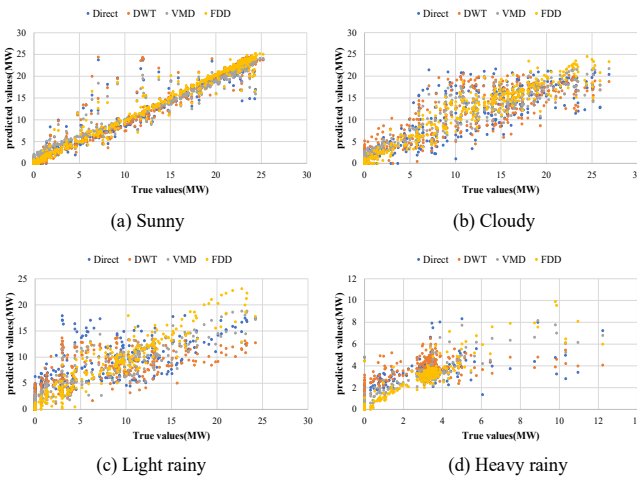 Direct DWT VMD FDD
predicted values(MW)
30
25
20
15
10
5
0
0 5 10 15 20 25 30
True values(MW)
(a) Sunny
Direct DWT VMD FDD
predicted values(MW)
30
25
20
15
10
5
0
0 5 10 15 20 25 30
True values(MW)
(b) Cloudy
Direct DWT VMD FDD
predicted values(MW)
25
20
15
10
5
0
0 5 10 15 20 25 30
True values(MW)
(c) Light rainy
Direct DWT VMD FDD
predicted values(MW)
12
10
8
6
4
2
0
0 2 4 6 8 10 12 14
True values(MW)
(d) Heavy rainy